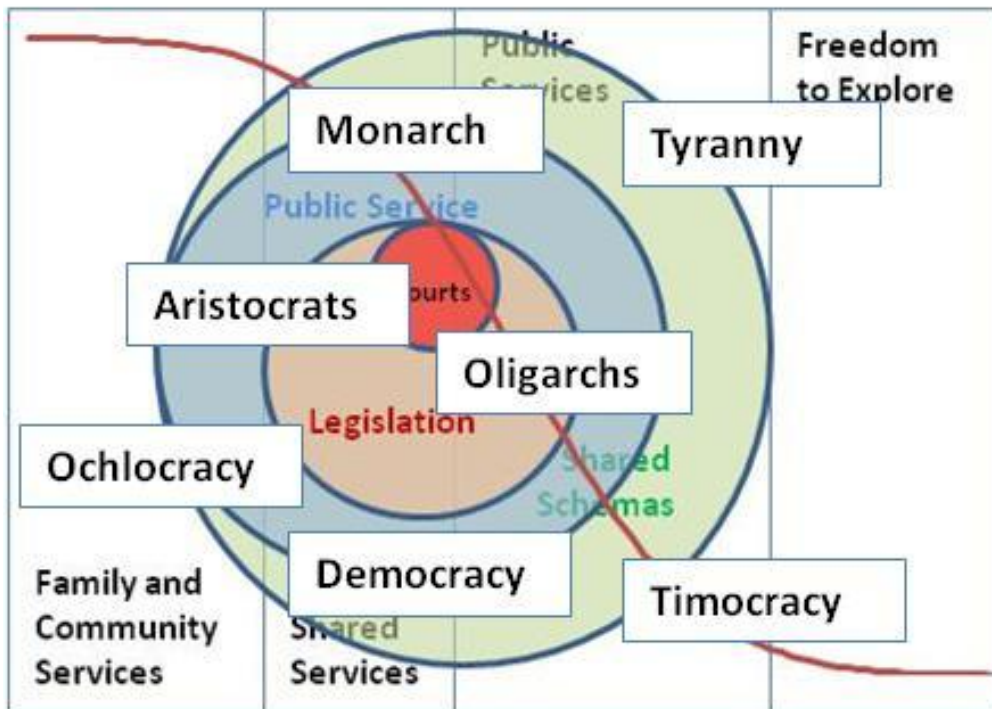 Public
Services
Freedom
to Explore
Monarch
Tyranny
Public Service
Aristocrats
ourts
Oligarchs
Legislation
Ochlocracy
Shared
Schemas
Democracy
Family and
Community
Services
Timocracy
Shared
Services